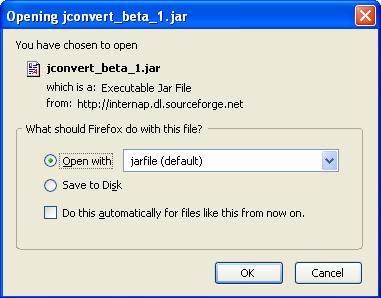 Opening jconvert_beta_1.jar
You have chosen to open
jconvert_beta_1.jar
which is a: Executable Jar File
from: http://internap.dl.sourceforge.net
What should Firefox do with this file?
Open with
jarfile (default)
Save to Disk
Do this automatically for files like this from now on.
OK
Cancel